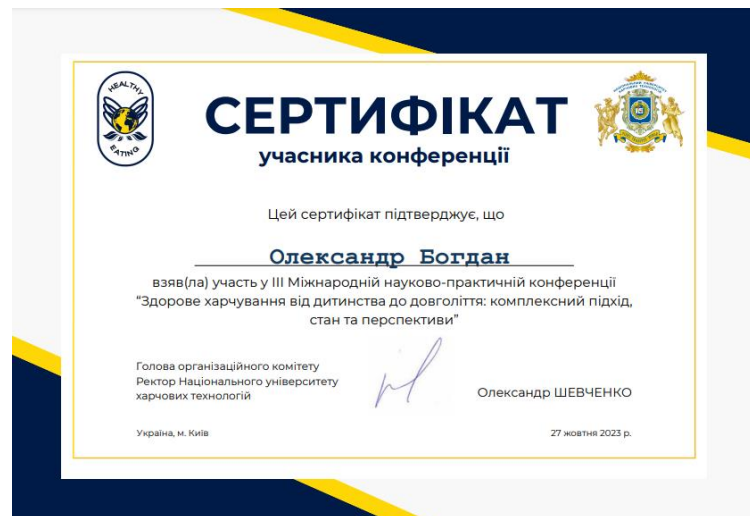 HEALTHY
EATING
СЕРТИФІКАТ
учасника конференції
Цей сертифікат підтверджує, що
Олександр Богдан
взяв(ла) участь у III Міжнародній науково-практичній конференції
“Здорове харчування від дитинства до довголіття: комплексний підхід,
стан та перспективи”
Голова організаційного комітету
Ректор Національного університету
харчових технологій
Олександр ШЕВЧЕНКО
Україна, м. Київ
27 жовтня 2023 р.